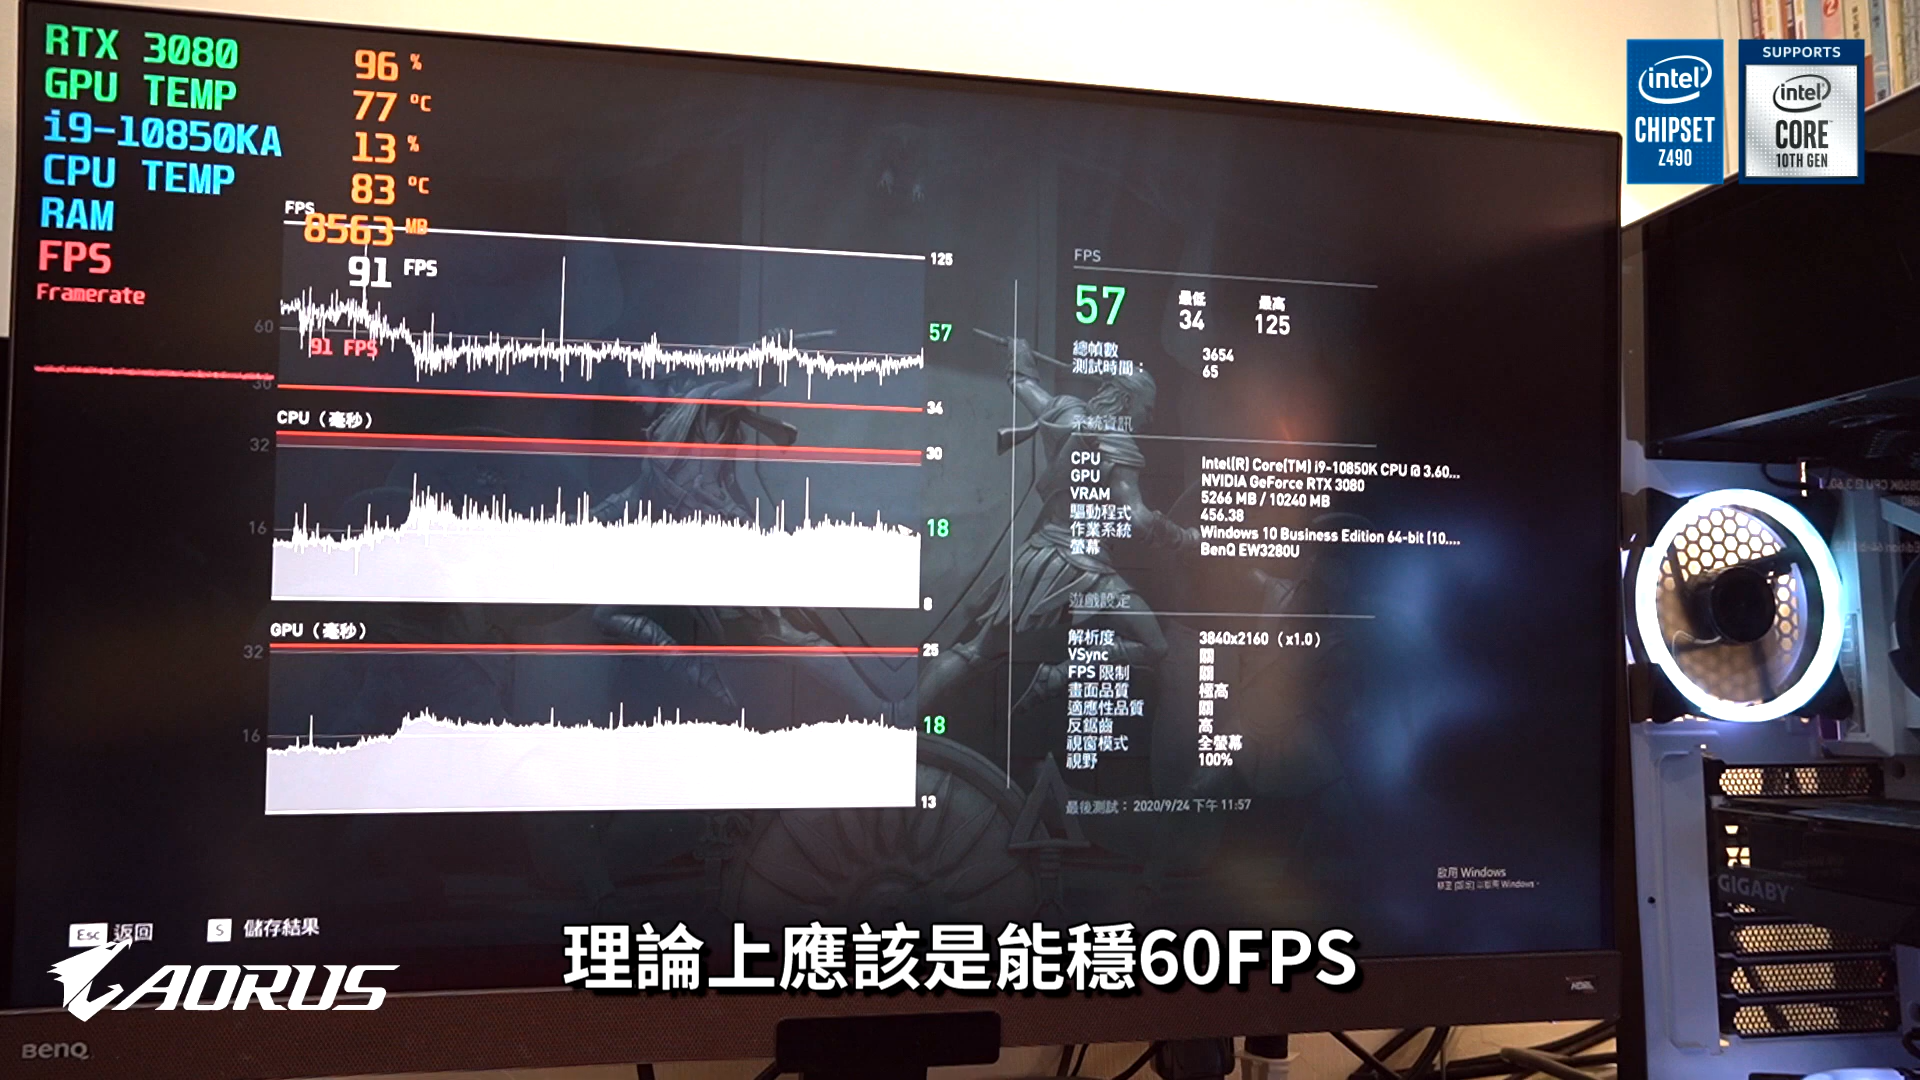 RTX 3080 96 %
GPU TEMP 77 °C
i9-10850KA 13 %
CPU TEMP 83 °C
RAM 8563 MB
FPS 91 FPS
Framerate
91 FPS
FPS
125
60
57
30
34
CPU（毫秒）
32
30
16
18
8
GPU（毫秒）
32
25
16
18
13
FPS
57
最低 最高
34 125
總幀數 3654
測試時間： 65
系統資訊
CPU Intel(R) Core(TM) i9-10850K CPU @ 3.60...
GPU NVIDIA GeForce RTX 3080
VRAM 5266 MB / 10240 MB
驅動程式 456.38
作業系統 Windows 10 Business Edition 64-bit (10....
螢幕 BenQ EW3280U
遊戲設定
解析度 3840x2160（x1.0）
VSync 關
FPS 限制 關
畫面品質 極高
適應性品質 關
反鋸齒 高
視窗模式 全螢幕
視野 100%
最後測試： 2020/9/24 下午 11:57
啟用 Windows
移至 [設定] 以啟用 Windows。
Esc 返回
S 儲存結果
理論上應該是能穩60FPS
AORUS
BenQ
intel
CHIPSET
Z490
SUPPORTS
intel
CORE
10TH GEN
GIGABYTE